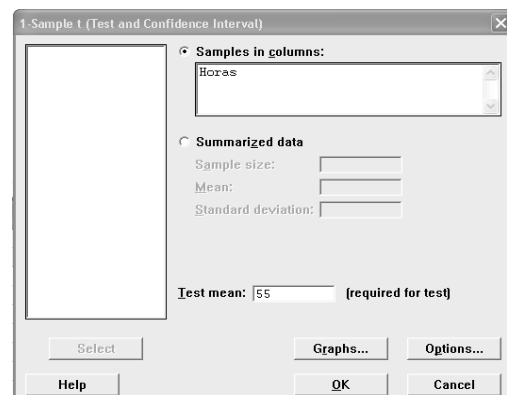 1-Sample t (Test and Confidence Interval)
Samples in columns:
Horas
Summarized data
Sample size:
Mean:
Standard deviation:
Test mean: 55 (required for test)
Select
Graphs... Options...
Help OK Cancel